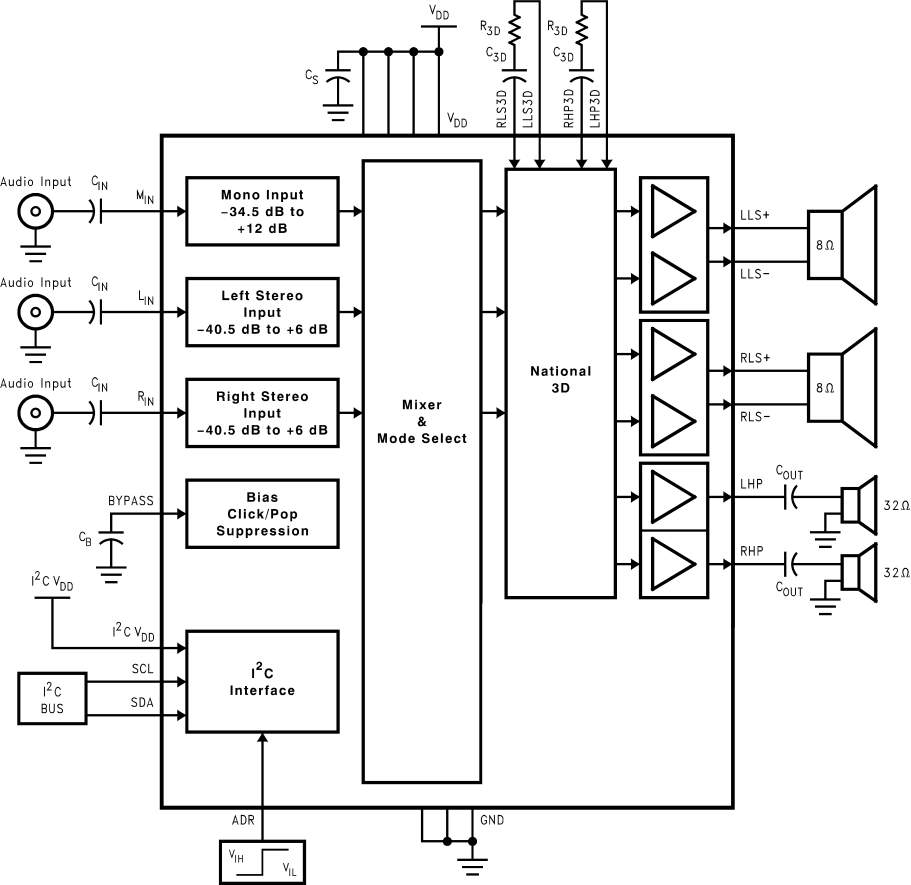 VDD
CS
VDD
R3D
C3D
RLS3D
LLS3D
R3D
C3D
RHP3D
LHP3D
Audio Input
CIN
MIN
Mono Input
−34.5 dB to
+12 dB
Audio Input
CIN
LIN
Left Stereo
Input
−40.5 dB to +6 dB
Audio Input
CIN
RIN
Right Stereo
Input
−40.5 dB to +6 dB
BYPASS
CB
Bias
Click/Pop
Suppression
I²C VDD
I²C VDD
SCL
SDA
I²C
BUS
I²C
Interface
ADR
VIH
VIL
Mixer
&
Mode Select
National
3D
LLS+
LLS−
8Ω
RLS+
RLS−
8Ω
LHP
COUT
32Ω
RHP
COUT
32Ω
GND